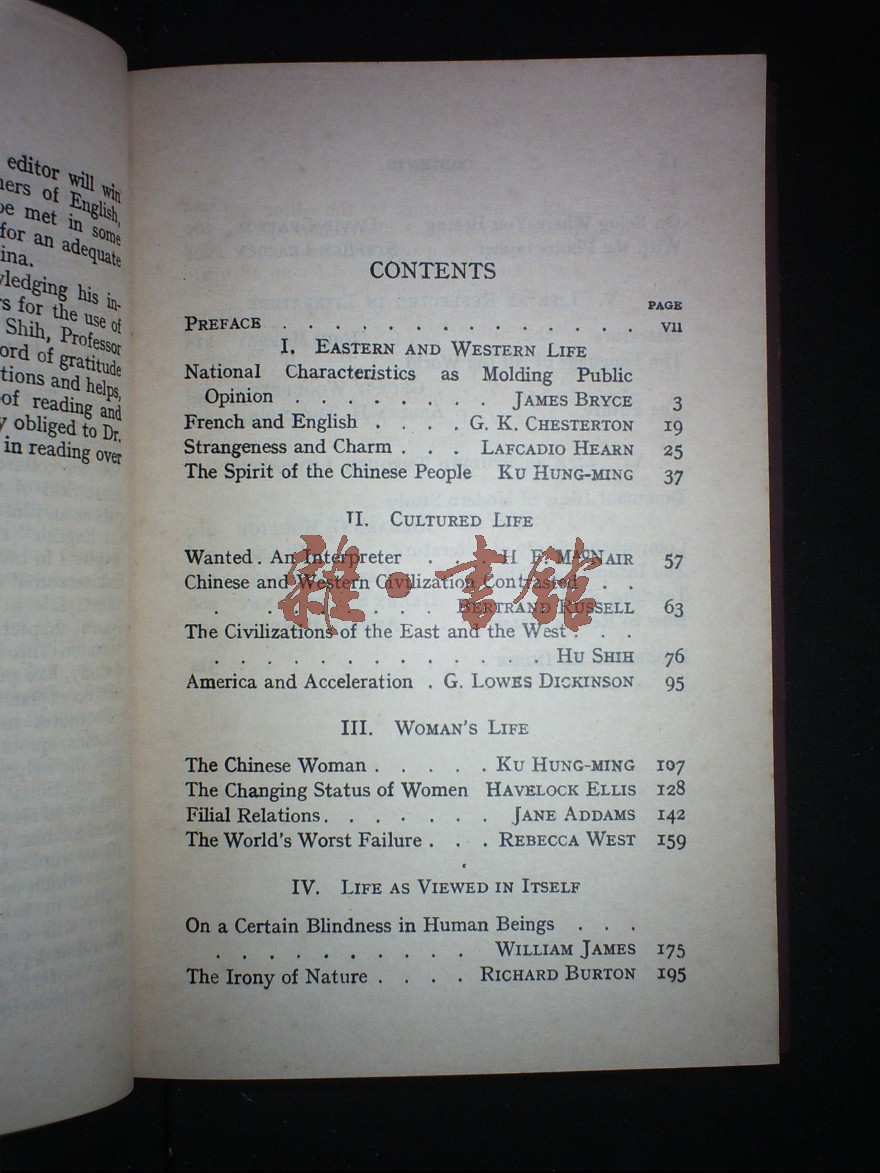 editor will win
ers of English,
be met in some
for an adequate
ina.
ledging his in-
s for the use of
Shih, Professor
ord of gratitude
tions and helps,
of reading and
y obliged to Dr.
in reading over
CONTENTS
PAGE
PREFACE . . . . . . . . . . . . . . vii
I. EASTERN AND WESTERN LIFE
National Characteristics as Molding Public
Opinion . . . . . . . . JAMES BRYCE 3
French and English . . . . G. K. CHESTERTON 19
Strangeness and Charm . . . LAFCADIO HEARN 25
The Spirit of the Chinese People KU HUNG-MING 37
II. CULTURED LIFE
Wanted. An Interpreter . . . H F. MACNAIR 57
Chinese and Western Civilization Contrasted . .
. . . . . . . . . BERTRAND RUSSELL 63
The Civilizations of the East and the West . . .
. . . . . . . . . . . . . HU SHIH 76
America and Acceleration . G. LOWES DICKINSON 95
III. WOMAN'S LIFE
The Chinese Woman . . . . . KU HUNG-MING 107
The Changing Status of Women HAVELOCK ELLIS 128
Filial Relations . . . . . . . JANE ADDAMS 142
The World's Worst Failure . . . REBECCA WEST 159
IV. LIFE AS VIEWED IN ITSELF
On a Certain Blindness in Human Beings . . .
. . . . . . . . . . WILLIAM JAMES 175
The Irony of Nature . . . . RICHARD BURTON 195
雜·書館